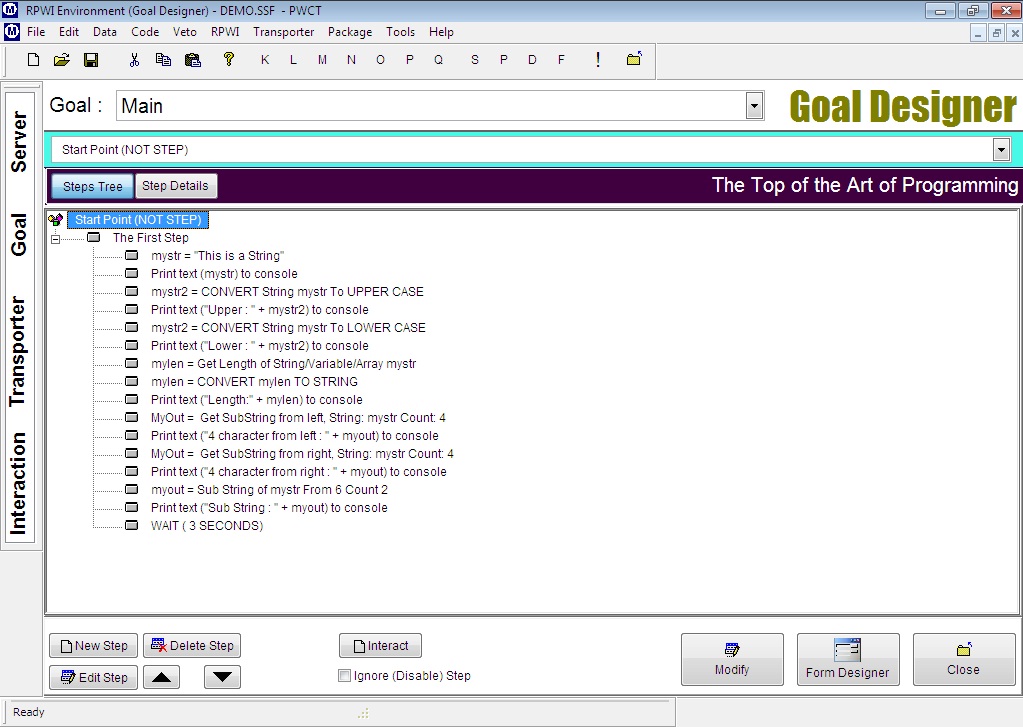 RPWI Environment (Goal Designer) - DEMO.SSF - PWCT
File Edit Data Code Veto RPWI Transporter Package Tools Help
K L M N O P Q S P D F !
Goal : Main
Goal Designer
Start Point (NOT STEP)
Steps Tree Step Details The Top of the Art of Programming
Server
Goal
Transporter
Interaction
Start Point (NOT STEP)
The First Step
mystr = "This is a String"
Print text (mystr) to console
mystr2 = CONVERT String mystr To UPPER CASE
Print text ("Upper : " + mystr2) to console
mystr2 = CONVERT String mystr To LOWER CASE
Print text ("Lower : " + mystr2) to console
mylen = Get Length of String/Variable/Array mystr
mylen = CONVERT mylen TO STRING
Print text ("Length:" + mylen) to console
MyOut =  Get SubString from left, String: mystr Count: 4
Print text ("4 character from left : " + myout) to console
MyOut =  Get SubString from right, String: mystr Count: 4
Print text ("4 character from right : " + myout) to console
myout = Sub String of mystr From 6 Count 2
Print text ("Sub String : " + myout) to console
WAIT ( 3 SECONDS)
New Step Delete Step Interact
Edit Step Ignore (Disable) Step
Modify Form Designer Close
Ready